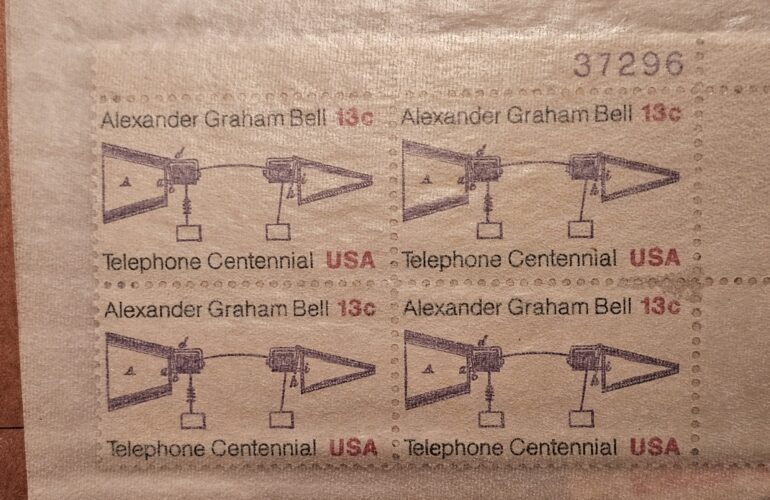 37296
Alexander Graham Bell 13c Alexander Graham Bell 13c
A d a b h i A d a b h i
Telephone Centennial USA Telephone Centennial USA
Alexander Graham Bell 13c Alexander Graham Bell 13c
A d a b h i A d a b h i
Telephone Centennial USA Telephone Centennial USA